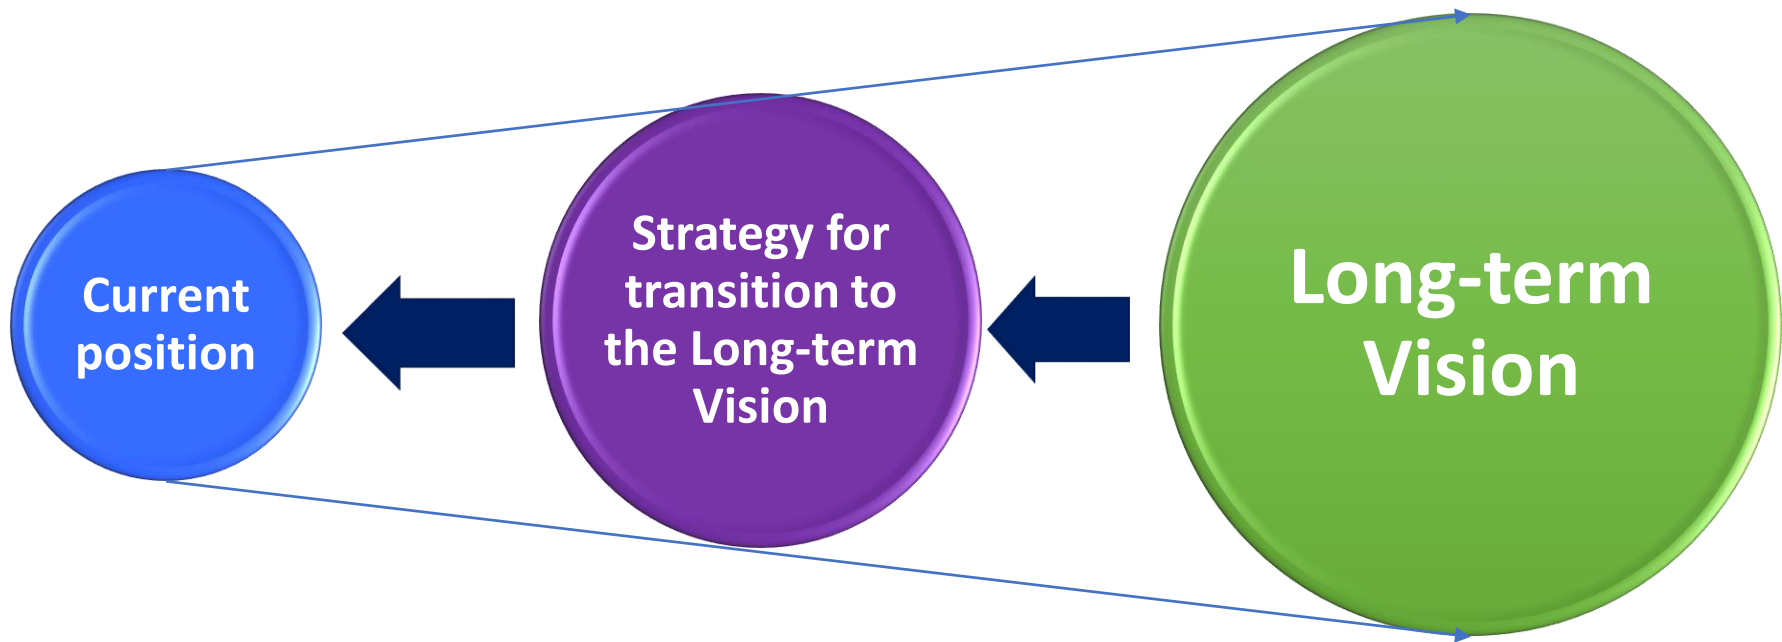 Current
position
Strategy for
transition to
the Long-term
Vision
Long-term
Vision